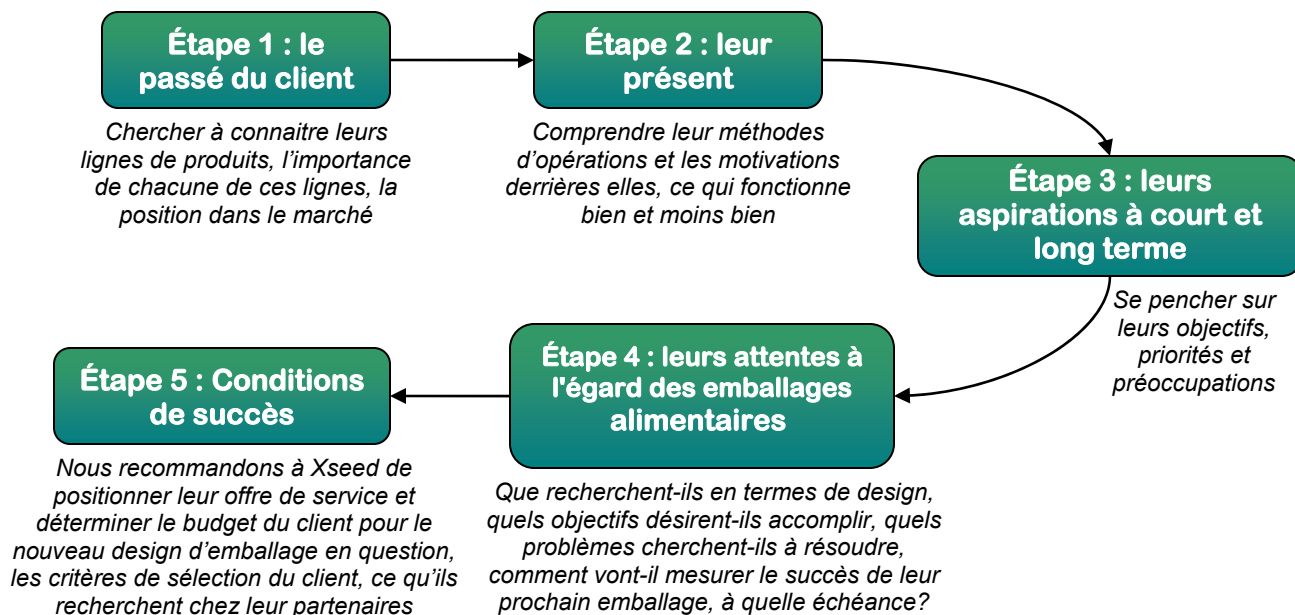 Étape 1 : le
passé du client
Chercher à connaitre leurs
lignes de produits, l’importance
de chacune de ces lignes, la
position dans le marché
Étape 2 : leur
présent
Comprendre leur méthodes
d’opérations et les motivations
derrières elles, ce qui fonctionne
bien et moins bien
Étape 3 : leurs
aspirations à court et
long terme
Se pencher sur
leurs objectifs,
priorités et
préoccupations
Étape 4 : leurs attentes à
l'égard des emballages
alimentaires
Que recherchent-ils en termes de design,
quels objectifs désirent-ils accomplir, quels
problèmes cherchent-ils à résoudre,
comment vont-il mesurer le succès de leur
prochain emballage, à quelle échéance?
Étape 5 : Conditions
de succès
Nous recommandons à Xseed de
positionner leur offre de service et
déterminer le budget du client pour le
nouveau design d’emballage en question,
les critères de sélection du client, ce qu’ils
recherchent chez leur partenaires